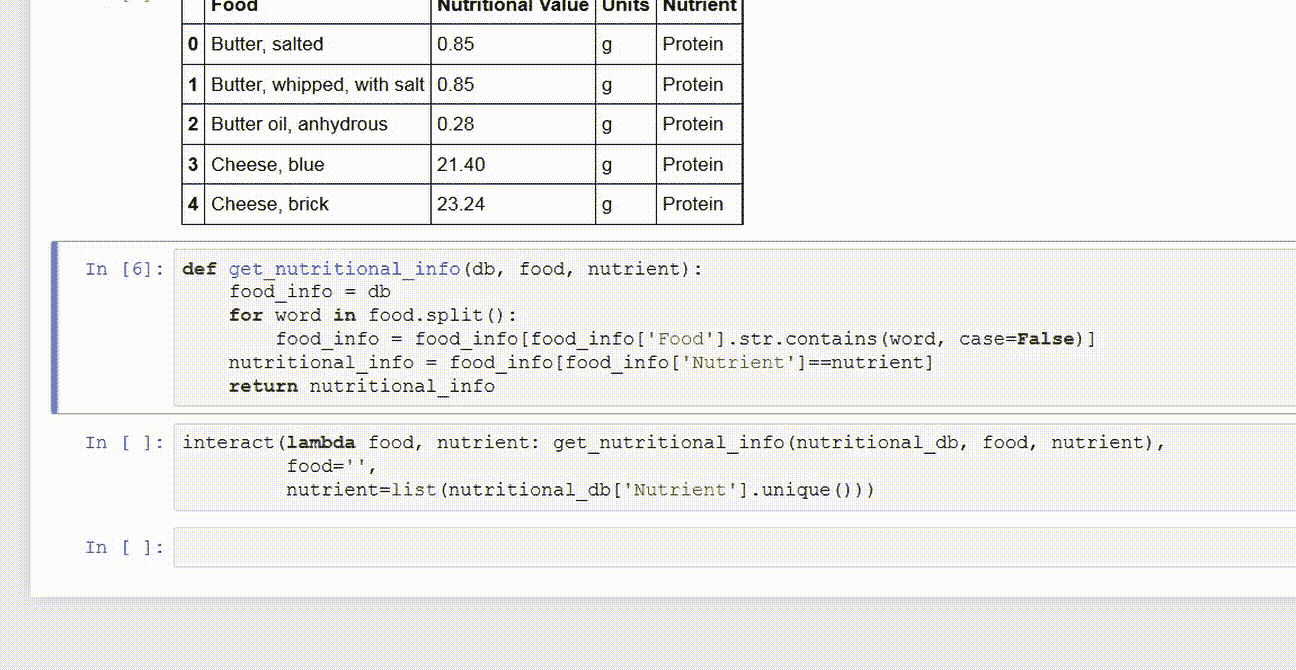 Food Nutritional Value Units Nutrient
0 Butter, salted 0.85 g Protein
1 Butter, whipped, with salt 0.85 g Protein
2 Butter oil, anhydrous 0.28 g Protein
3 Cheese, blue 21.40 g Protein
4 Cheese, brick 23.24 g Protein
In [6]: def get_nutritional_info(db, food, nutrient):
food_info = db
for word in food.split():
food_info = food_info[food_info['Food'].str.contains(word, case=False)]
nutritional_info = food_info[food_info['Nutrient']==nutrient]
return nutritional_info
In [ ]: interact(lambda food, nutrient: get_nutritional_info(nutritional_db, food, nutrient),
food='',
nutrient=list(nutritional_db['Nutrient'].unique()))
In [ ]: